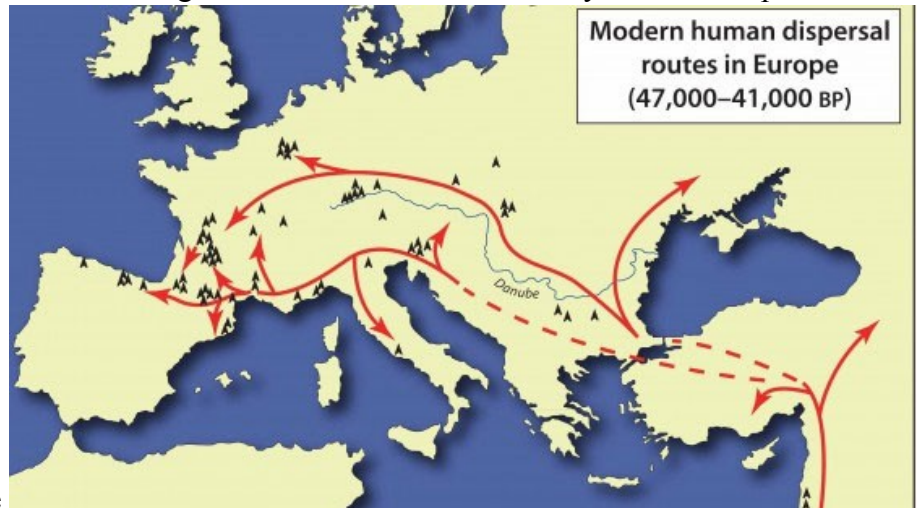 Modern human dispersal
routes in Europe
(47,000–41,000 BP)
Danube